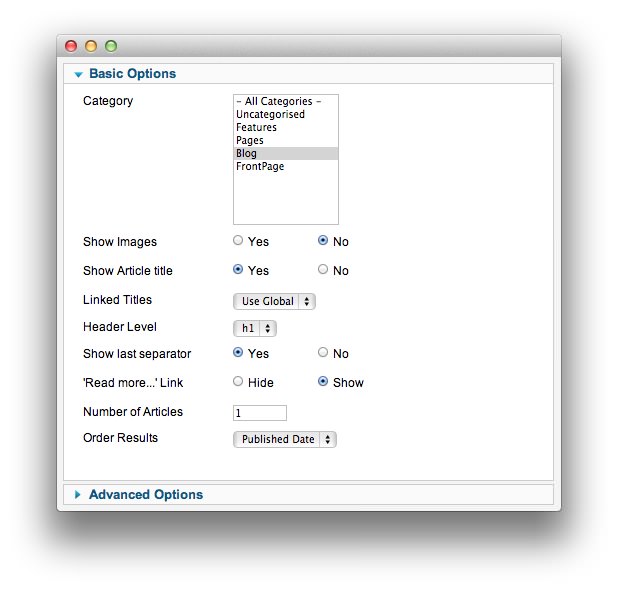 Basic Options
Category
- All Categories -
Uncategorised
Features
Pages
Blog
FrontPage
Show Images Yes No
Show Article title Yes No
Linked Titles Use Global
Header Level h1
Show last separator Yes No
'Read more...' Link Hide Show
Number of Articles 1
Order Results Published Date
Advanced Options